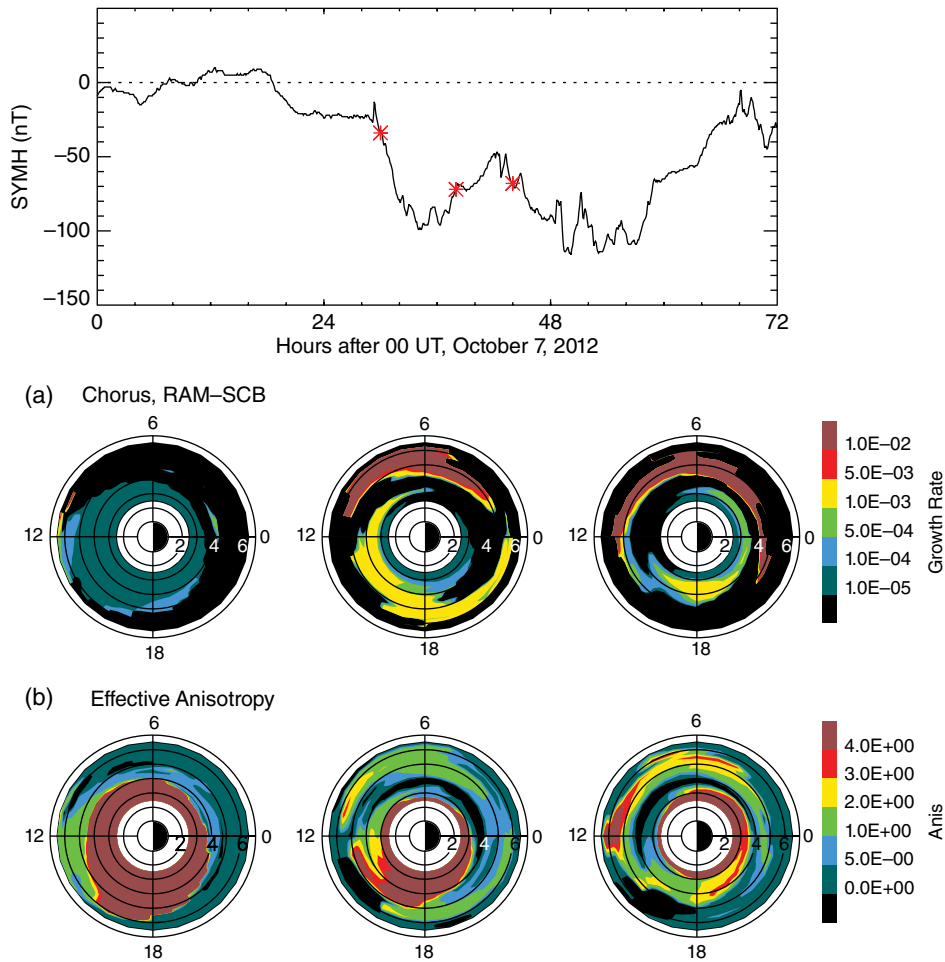 0
−50
−100
−150
SYMH (nT)
0 24 48 72
Hours after 00 UT, October 7, 2012
(a) Chorus, RAM–SCB
6 6 6
12 2 4 6 0 12 2 4 6 0 12 2 4 6 0
18 18 18
1.0E−02
5.0E−03
1.0E−03
5.0E−04
1.0E−04
1.0E−05
Growth Rate
(b) Effective Anisotropy
6 6 6
12 2 4 6 0 12 2 4 6 0 12 2 4 6 0
18 18 18
4.0E+00
3.0E+00
2.0E+00
1.0E+00
5.0E−00
0.0E+00
Anis